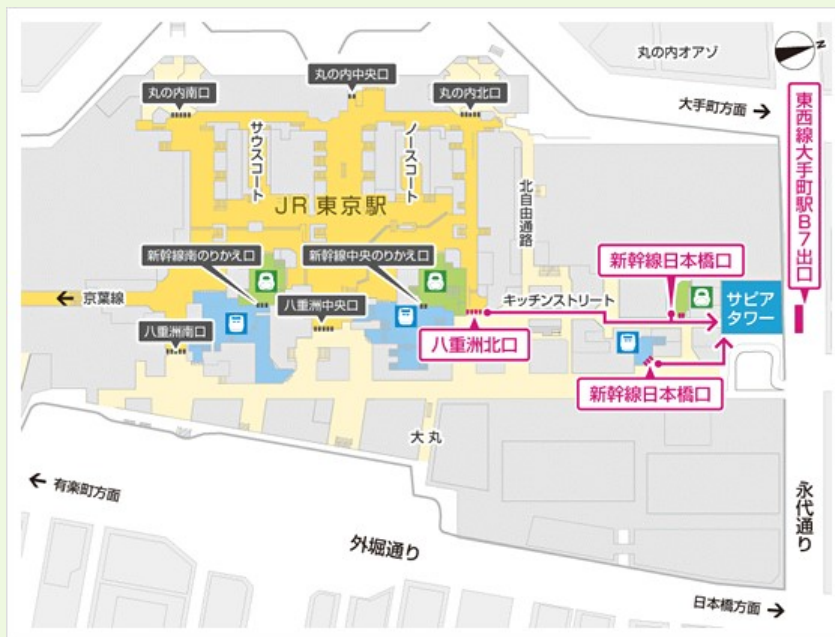 丸の内オアゾ
N
丸の内中央口
丸の内南口
丸の内北口
大手町方面→
東西線大手町駅B7出口
サウスコート
ノースコート
北自由通路
JR 東京駅
新幹線南のりかえ口
新幹線中央のりかえ口
新幹線日本橋口
←京葉線
八重洲中央口
キッチンストリート
サピアタワー
八重洲南口
八重洲北口
新幹線日本橋口
大丸
←有楽町方面
永代通り
外堀通り
日本橋方面→